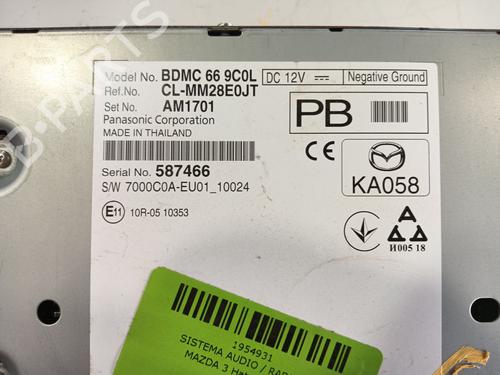 Model No. BDMC 66 9C0L DC 12V Negative Ground
Ref.No. CL-MM28E0JT
Set No. AM1701
Panasonic Corporation
MADE IN THAILAND
PB
CE
Serial No. 587466
S/W 7000C0A-EU01_10024
KA058
E11 10R-05 10353
И005 18
1954931
SISTEMA AUDIO /
MAZDA 3